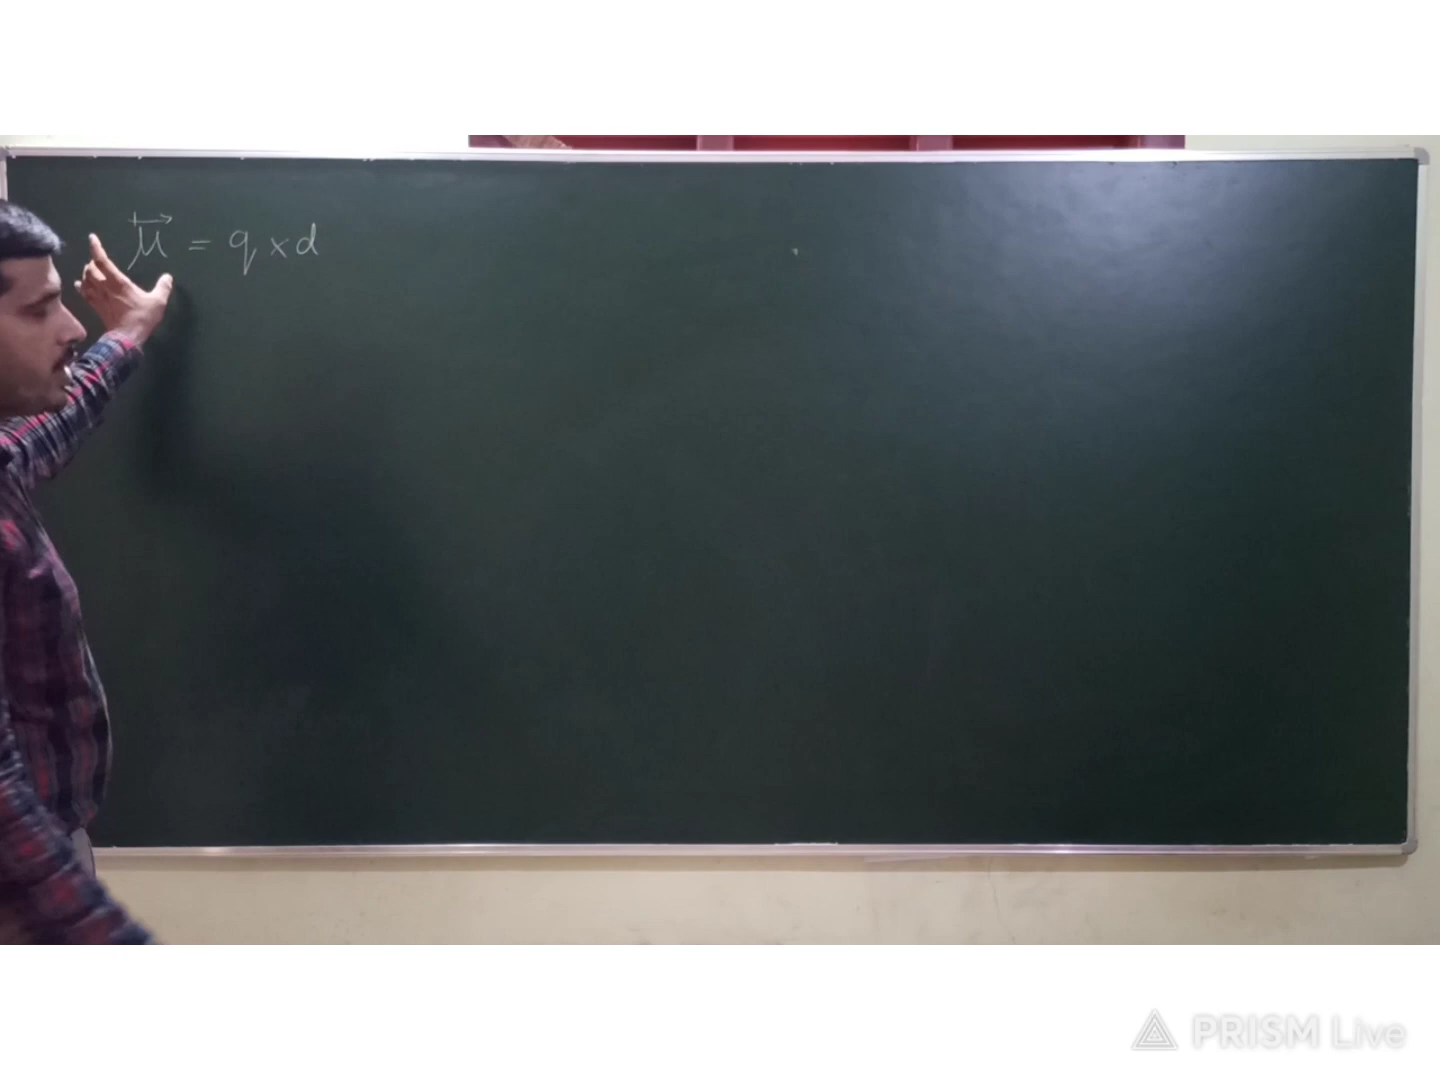 μ⃗ = q × d
PRISM Live